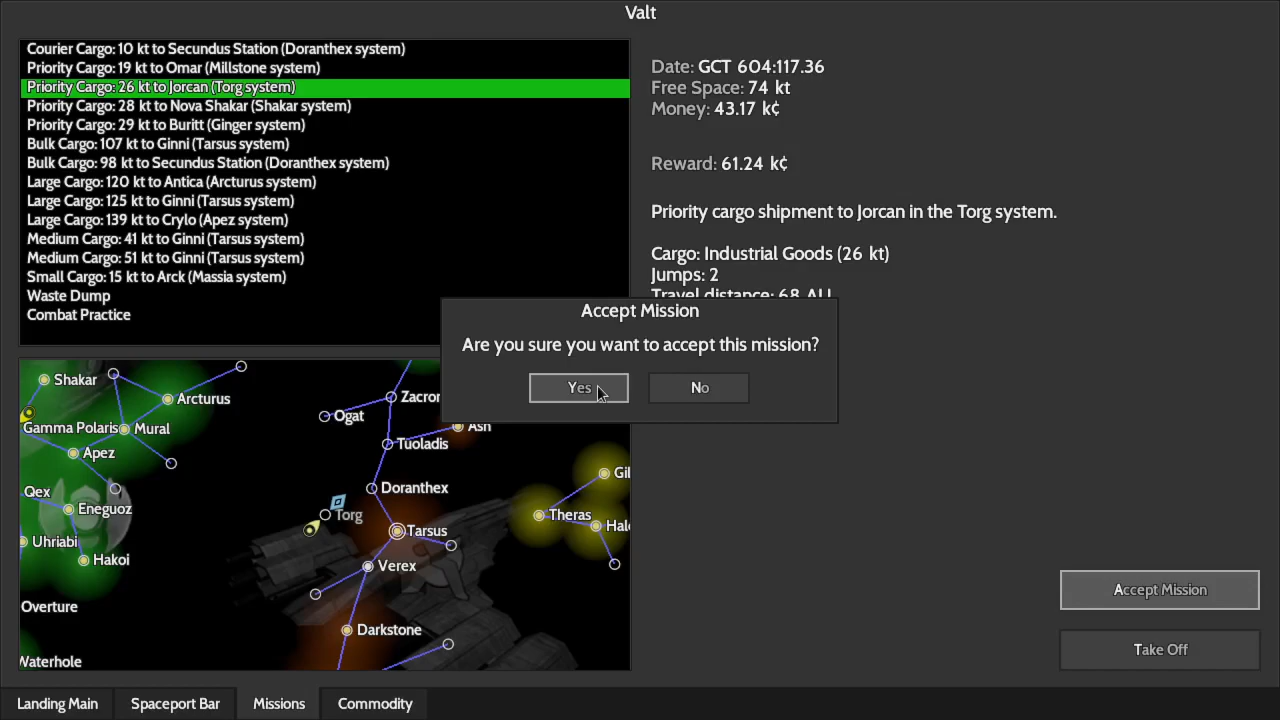 Valt
Courier Cargo: 10 kt to Secundus Station (Doranthex system)
Priority Cargo: 19 kt to Omar (Millstone system)
Priority Cargo: 26 kt to Jorcan (Torg system)
Priority Cargo: 28 kt to Nova Shakar (Shakar system)
Priority Cargo: 29 kt to Buritt (Ginger system)
Bulk Cargo: 107 kt to Ginni (Tarsus system)
Bulk Cargo: 98 kt to Secundus Station (Doranthex system)
Large Cargo: 120 kt to Antica (Arcturus system)
Large Cargo: 125 kt to Ginni (Tarsus system)
Large Cargo: 139 kt to Crylo (Apez system)
Medium Cargo: 41 kt to Ginni (Tarsus system)
Medium Cargo: 51 kt to Ginni (Tarsus system)
Small Cargo: 15 kt to Arck (Massia system)
Waste Dump
Combat Practice
Date: GCT 604:117.36
Free Space: 74 kt
Money: 43.17 k¢
Reward: 61.24 k¢
Priority cargo shipment to Jorcan in the Torg system.
Cargo: Industrial Goods (26 kt)
Jumps: 2
Travel distance: 68 AU
Accept Mission
Are you sure you want to accept this mission?
Yes
No
Shakar
Arcturus
Gamma Polaris
Mural
Apez
Qex
Eneguoz
Uhriabi
Hakoi
Overture
Waterhole
Zacron
Ogat
Tuoladis
Ash
Doranthex
Torg
Tarsus
Verex
Darkstone
Gil
Theras
Hal
Accept Mission
Take Off
Landing Main
Spaceport Bar
Missions
Commodity